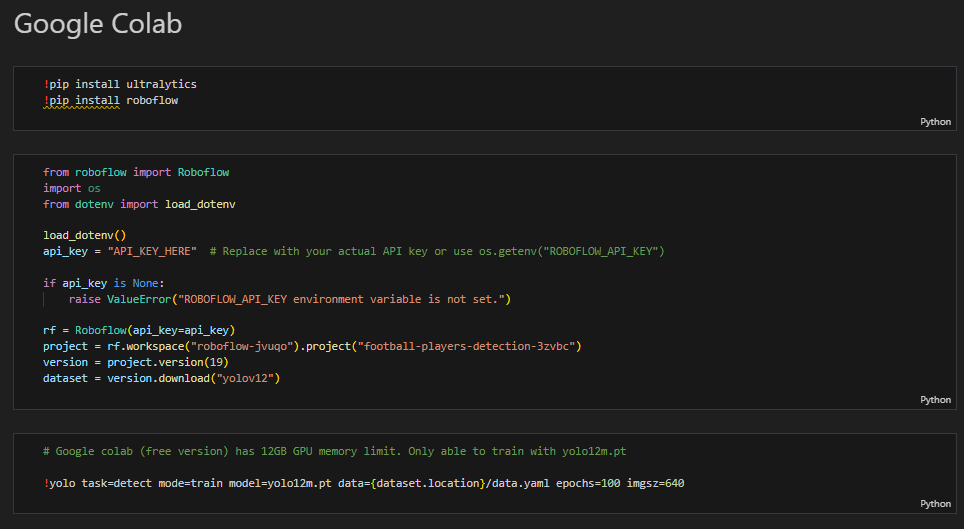 Google Colab
!pip install ultralytics
!pip install roboflow
Python
from roboflow import Roboflow
import os
from dotenv import load_dotenv
load_dotenv()
api_key = "API_KEY_HERE"  # Replace with your actual API key or use os.getenv("ROBOFLOW_API_KEY")
if api_key is None:
    raise ValueError("ROBOFLOW_API_KEY environment variable is not set.")
rf = Roboflow(api_key=api_key)
project = rf.workspace("roboflow-jvuqo").project("football-players-detection-3zvbc")
version = project.version(19)
dataset = version.download("yolov12")
Python
# Google colab (free version) has 12GB GPU memory limit. Only able to train with yolo12m.pt
!yolo task=detect mode=train model=yolo12m.pt data={dataset.location}/data.yaml epochs=100 imgsz=640
Python